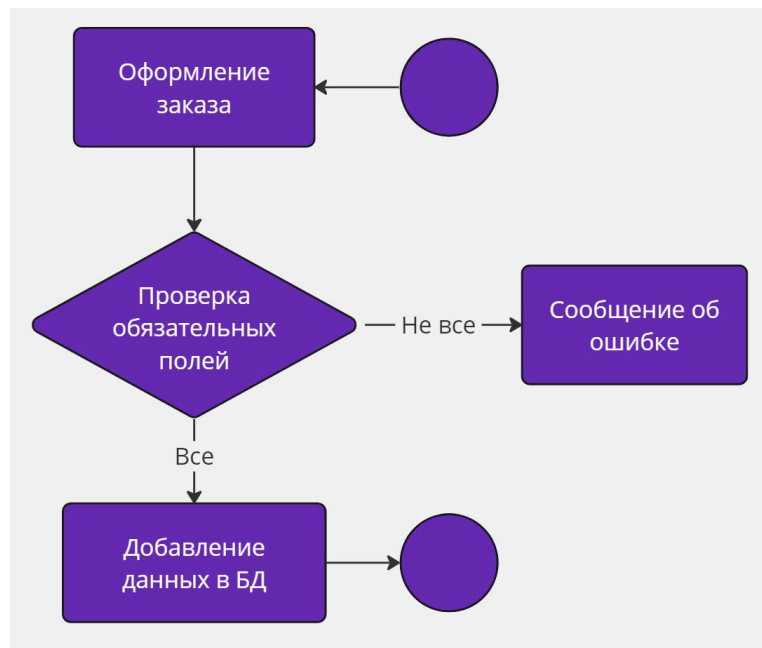 Оформление
заказа
Проверка
обязательных
полей
Не все
Сообщение об
ошибке
Все
Добавление
данных в БД